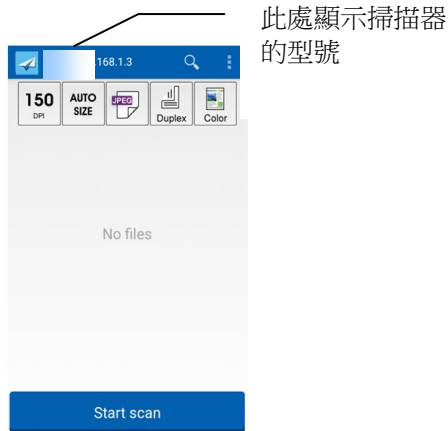 此處顯示掃描器
的型號
.168.1.3
150
DPI
AUTO
SIZE
JPEG
Duplex
Color
No files
Start scan